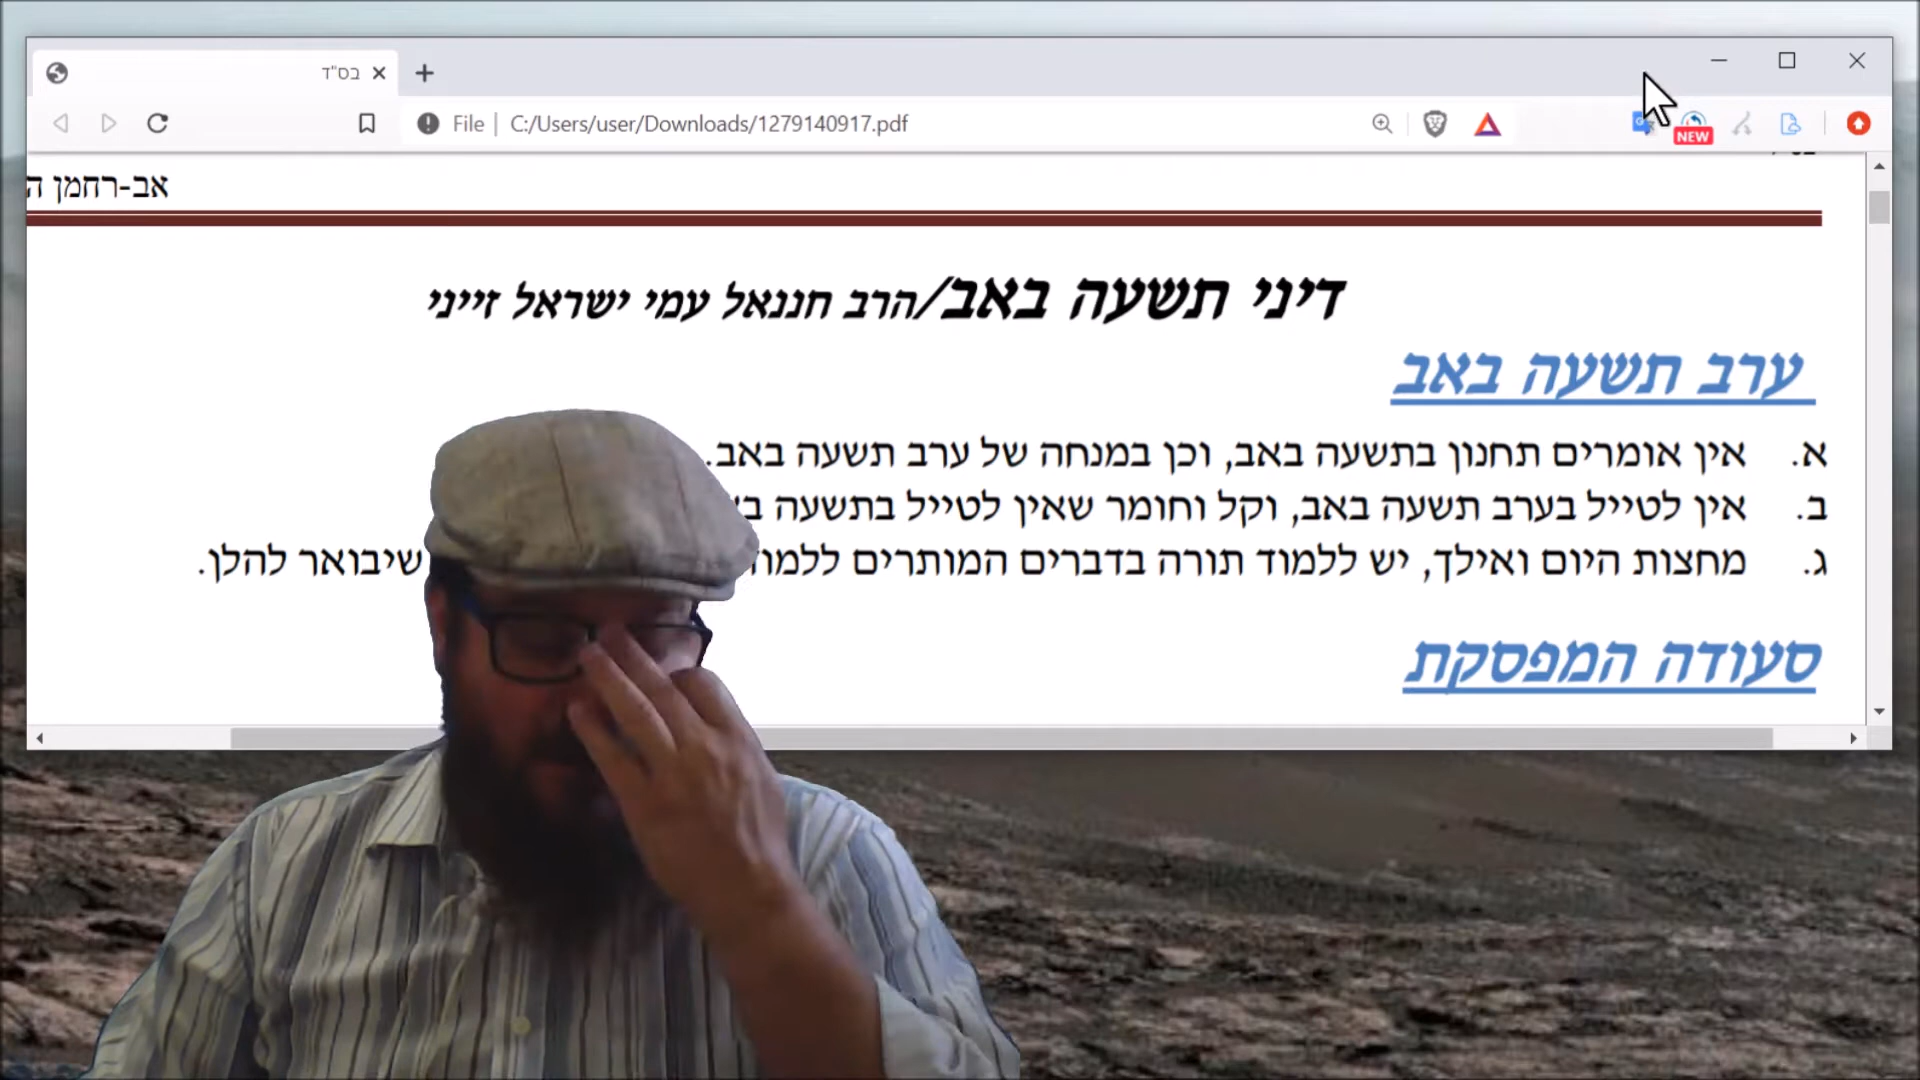 בס"ד
File
C:/Users/user/Downloads/1279140917.pdf
NEW
אב-רחמן
דיני תשעה באב/הרב חננאל עמי ישראל זייני
ערב תשעה באב
א. אין אומרים תחנון בתשעה באב, וכן במנחה של ערב תשעה באב.
ב. אין לטייל בערב תשעה באב, וקל וחומר שאין לטייל בתשעה
ג. מחצות היום ואילך, יש ללמוד תורה בדברים המותרים שיבואר להלן.
סעודה המפסקת